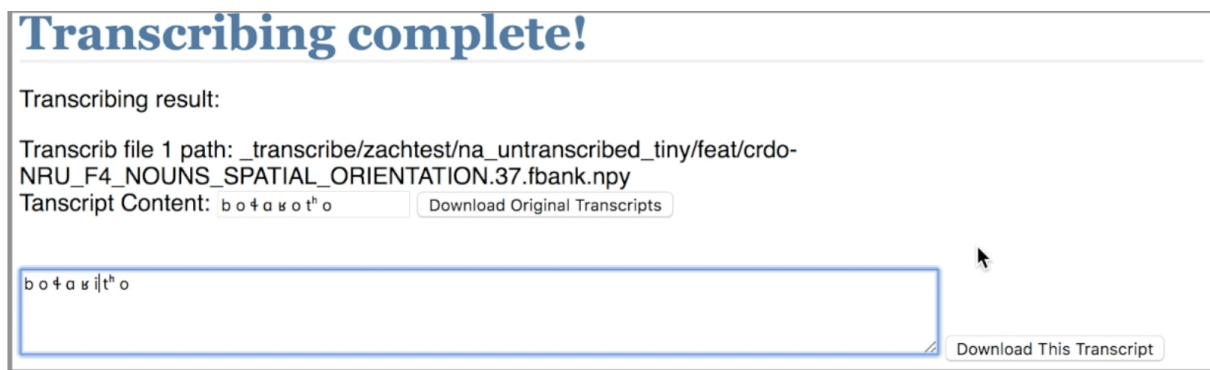 Transcribing complete!
Transcribing result:
Transcrib file 1 path: _transcribe/zachtest/na_untranscribed_tiny/feat/crdo-
NRU_F4_NOUNS_SPATIAL_ORIENTATION.37.fbank.npy
Tanscript Content: b o ɬ ɑ ʁ o tʰ o Download Original Transcripts
b o ɬ ɑ ʁ i tʰ o
Download This Transcript